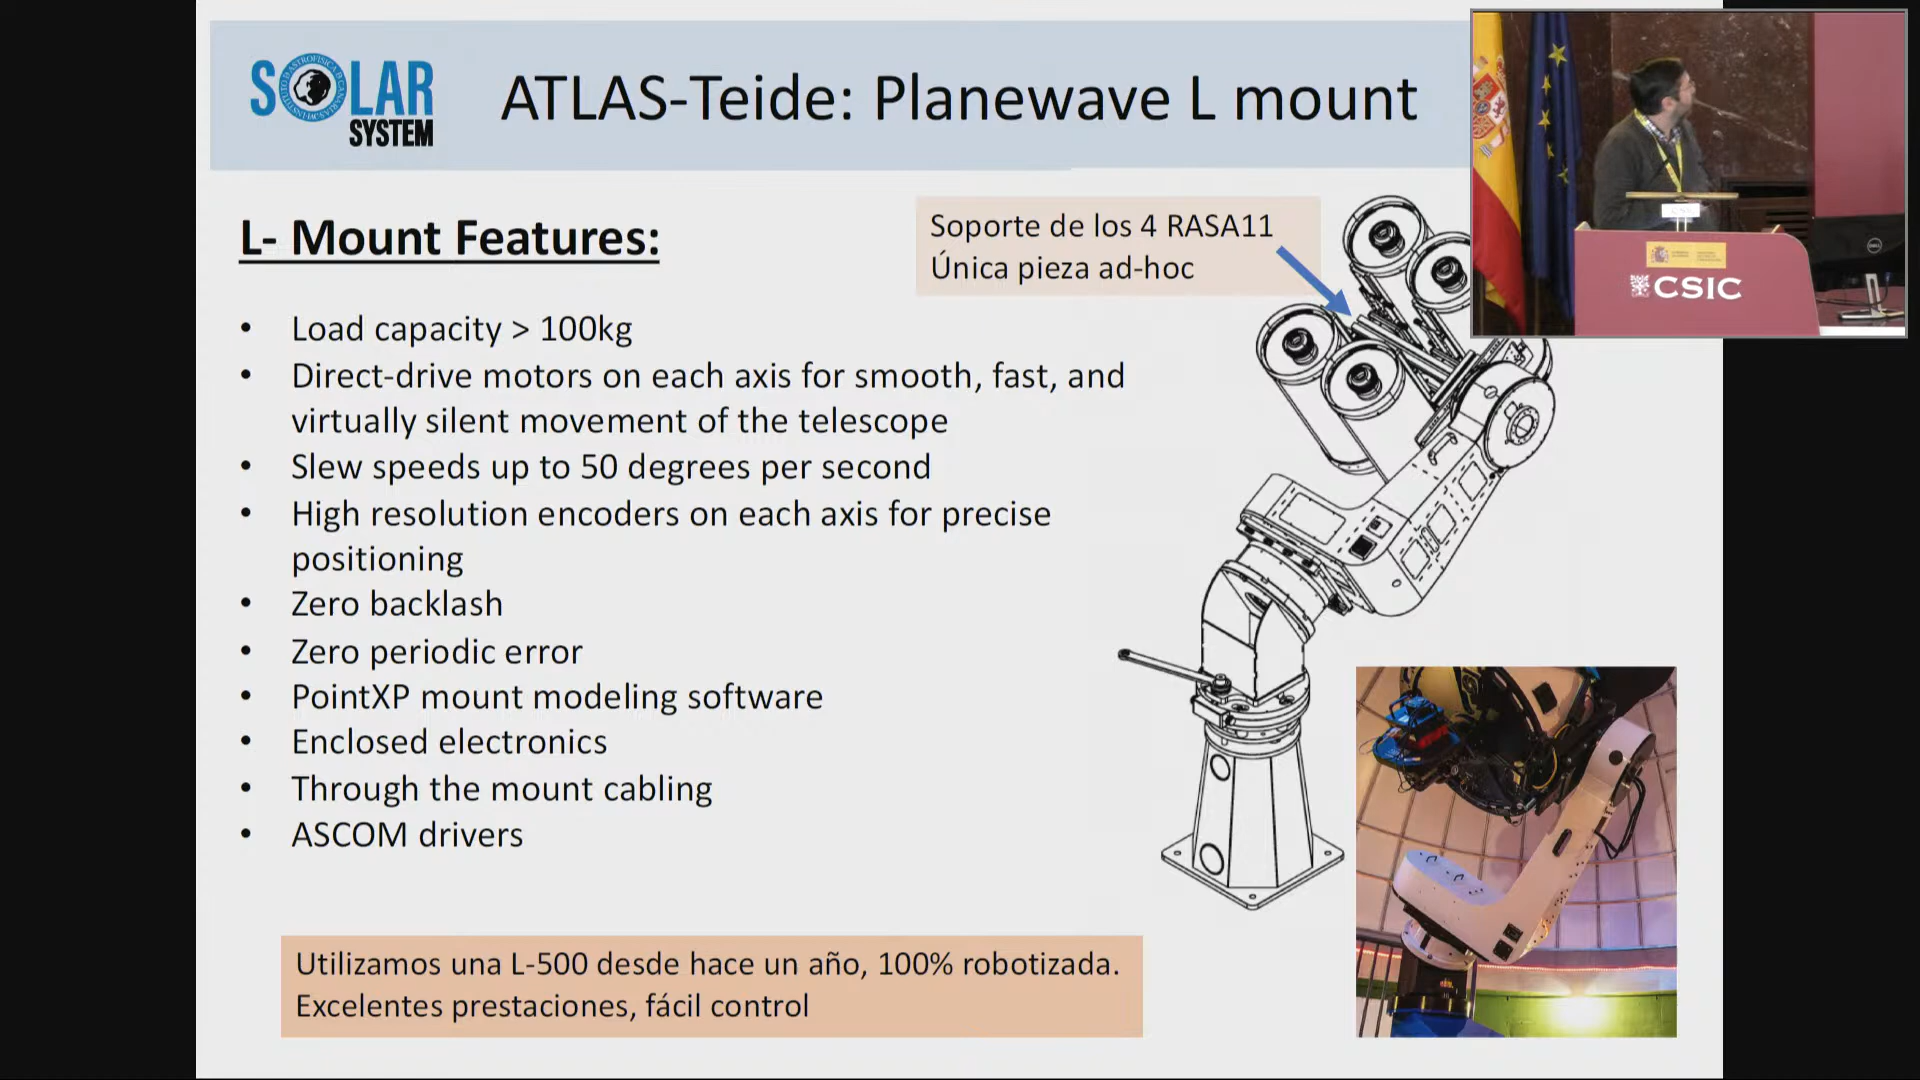 SOLAR
SYSTEM
ATLAS-Teide: Planewave L mount
L- Mount Features:
Soporte de los 4 RASA11
Única pieza ad-hoc
• Load capacity > 100kg
• Direct-drive motors on each axis for smooth, fast, and
virtually silent movement of the telescope
• Slew speeds up to 50 degrees per second
• High resolution encoders on each axis for precise
positioning
• Zero backlash
• Zero periodic error
• PointXP mount modeling software
• Enclosed electronics
• Through the mount cabling
• ASCOM drivers
Utilizamos una L-500 desde hace un año, 100% robotizada.
Excelentes prestaciones, fácil control
CSIC
DELL